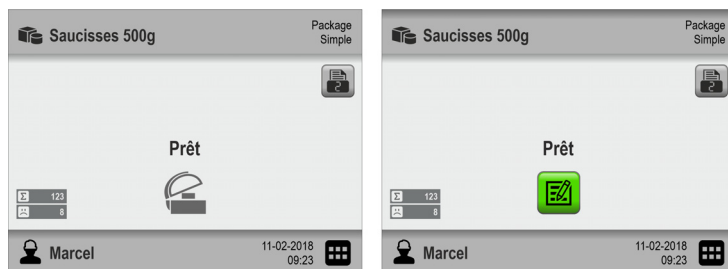 Saucisses 500g
Package
Simple
Prêt
Σ 123
8
Marcel
11-02-2018
09:23
Saucisses 500g
Package
Simple
Prêt
Σ 123
8
Marcel
11-02-2018
09:23